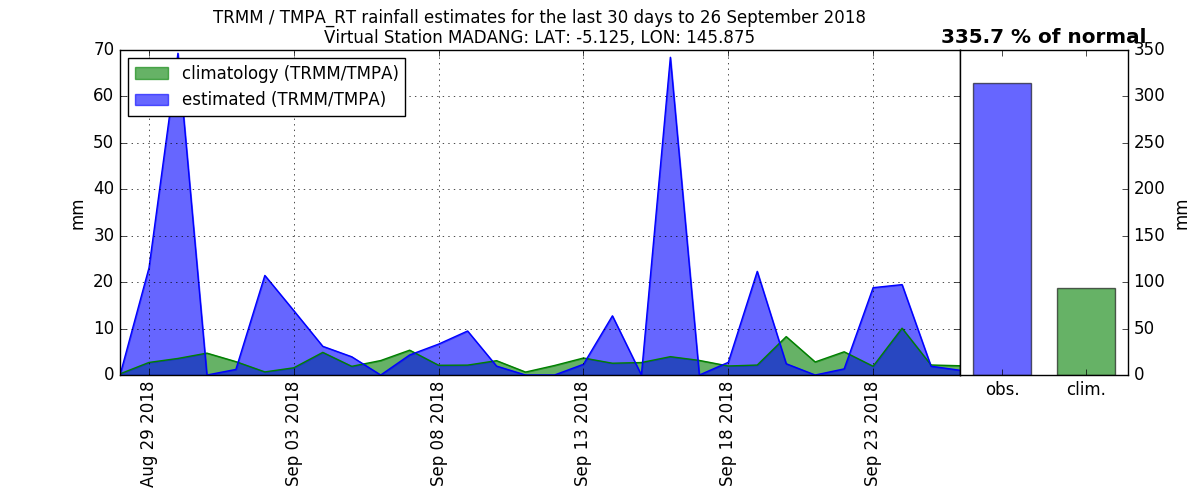 TRMM / TMPA_RT rainfall estimates for the last 30 days to 26 September 2018
Virtual Station MADANG: LAT: -5.125, LON: 145.875
335.7 % of normal
climatology (TRMM/TMPA)
estimated (TRMM/TMPA)
70
60
50
40
30
20
10
0
mm
Aug 29 2018
Sep 03 2018
Sep 08 2018
Sep 13 2018
Sep 18 2018
Sep 23 2018
350
300
250
200
150
100
50
0
mm
obs.
clim.